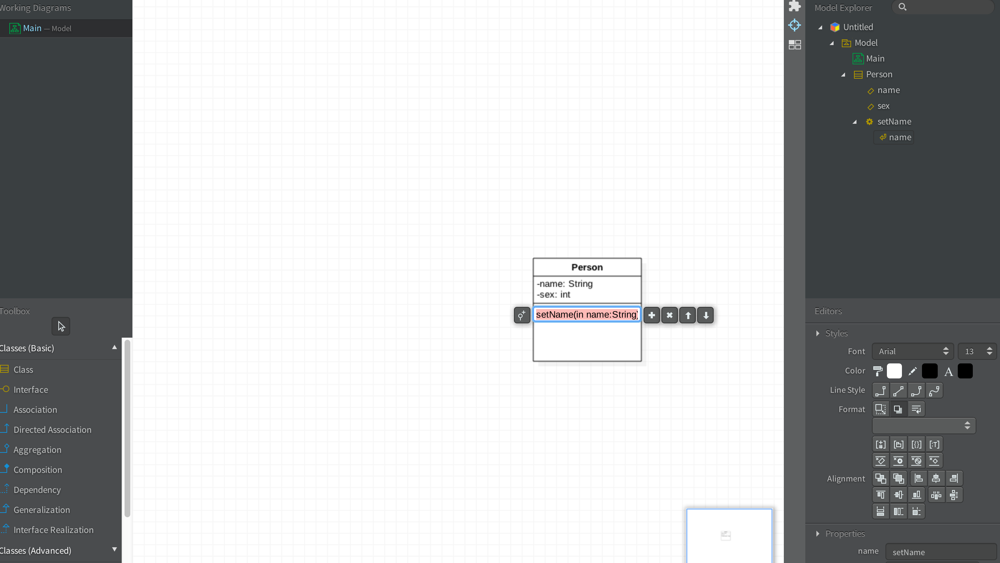 Working Diagrams
Main — Model
Toolbox
Classes (Basic)
Class
Interface
Association
Directed Association
Aggregation
Composition
Dependency
Generalization
Interface Realization
Classes (Advanced)
Person
-name: String
-sex: int
setName(in name:String)
Model Explorer
Untitled
Model
Main
Person
name
sex
setName
name
Editors
Styles
Font Arial 13
Color A
Line Style
Format
Alignment
Properties
name setName